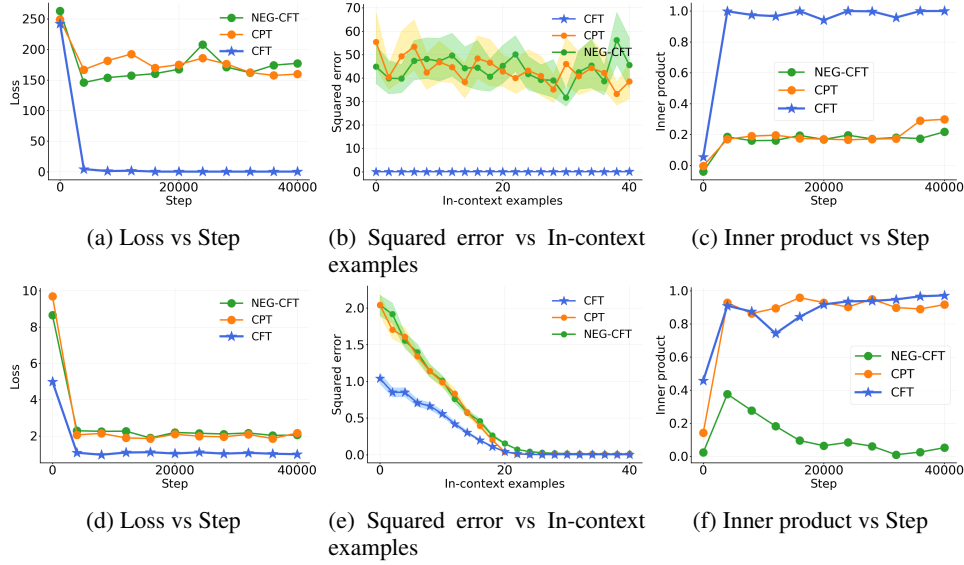 Loss
250
200
150
100
50
0
NEG-CFT
CPT
CFT
0
20000
40000
Step
(a) Loss vs Step
Squared error
70
60
50
40
30
20
10
0
CFT
CPT
NEG-CFT
0
20
40
In-context examples
(b) Squared error vs In-context
examples
Inner product
1.0
0.8
0.6
0.4
0.2
0.0
NEG-CFT
CPT
CFT
0
20000
40000
Step
(c) Inner product vs Step
Loss
10
8
6
4
2
NEG-CFT
CPT
CFT
0
20000
40000
Step
(d) Loss vs Step
Squared error
2.0
1.5
1.0
0.5
0.0
CFT
CPT
NEG-CFT
0
20
40
In-context examples
(e) Squared error vs In-context
examples
Inner product
1.0
0.8
0.6
0.4
0.2
0.0
NEG-CFT
CPT
CFT
0
20000
40000
Step
(f) Inner product vs Step